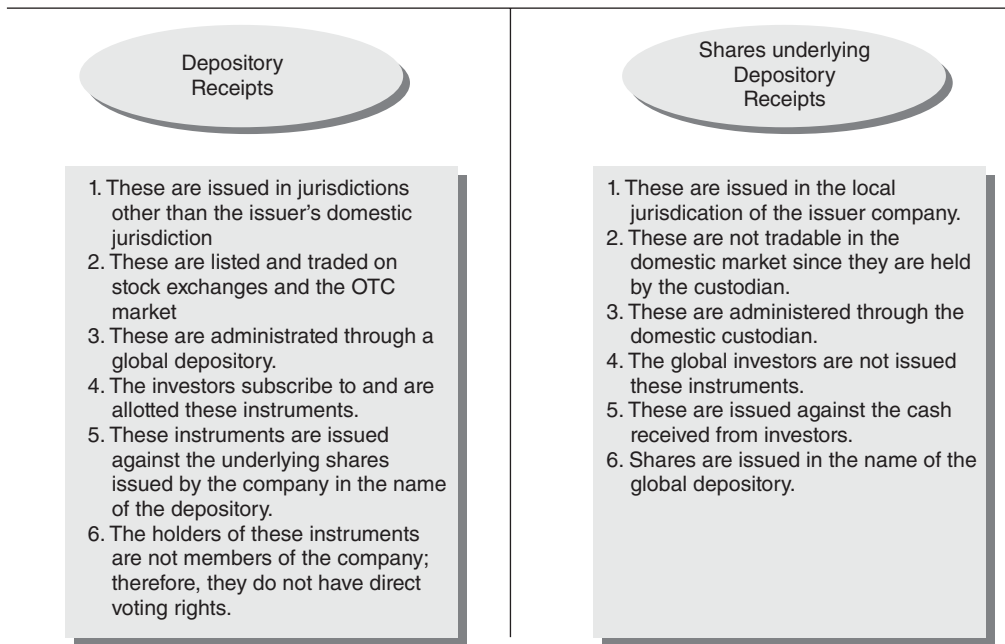 Depository
Receipts
1. These are issued in jurisdictions
other than the issuer's domestic
jurisdiction
2. These are listed and traded on
stock exchanges and the OTC
market
3. These are administrated through a
global depository.
4. The investors subscribe to and are
allotted these instruments.
5. These instruments are issued
against the underlying shares
issued by the company in the name
of the depository.
6. The holders of these instruments
are not members of the company;
therefore, they do not have direct
voting rights.
Shares underlying
Depository
Receipts
1. These are issued in the local
jurisdication of the issuer company.
2. These are not tradable in the
domestic market since they are held
by the custodian.
3. These are administered through the
domestic custodian.
4. The global investors are not issued
these instruments.
5. These are issued against the cash
received from investors.
6. Shares are issued in the name of the
global depository.